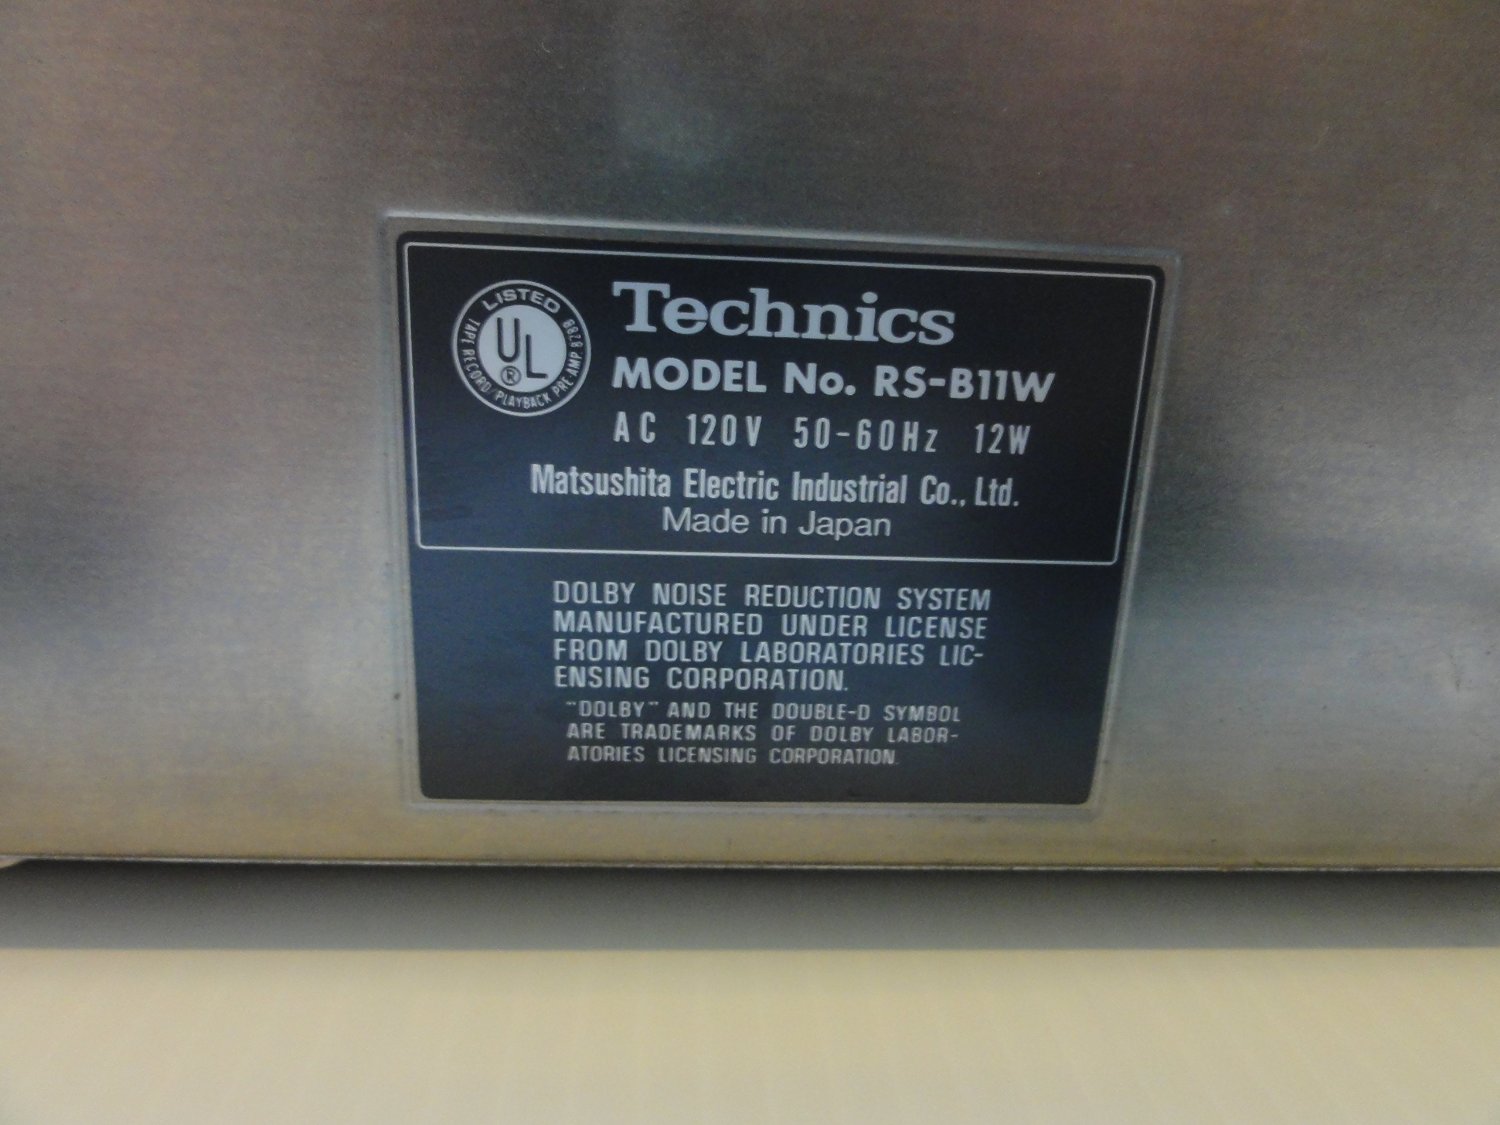 LISTED
UL®
TAPE RECORD/PLAYBACK PRE-AMP 828B
Technics
MODEL No. RS-B11W
AC 120V 50-60Hz 12W
Matsushita Electric Industrial Co., Ltd.
Made in Japan
DOLBY NOISE REDUCTION SYSTEM
MANUFACTURED UNDER LICENSE
FROM DOLBY LABORATORIES LIC-
ENSING CORPORATION.
"DOLBY" AND THE DOUBLE-D SYMBOL
ARE TRADEMARKS OF DOLBY LABOR-
ATORIES LICENSING CORPORATION.